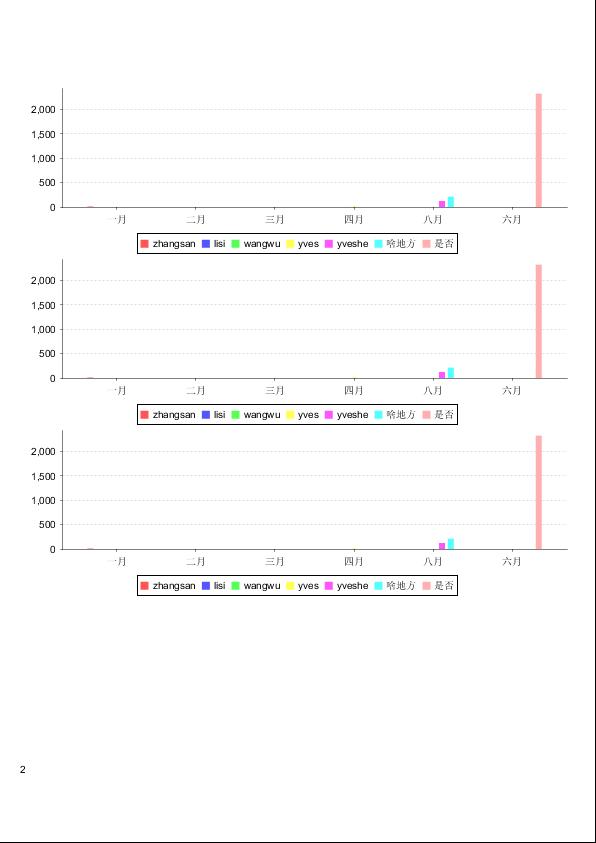 2,000
1,500
1,000
500
0
一月 二月 三月 四月 八月 六月
zhangsan lisi wangwu yves yveshe 啥地方 是否
2,000
1,500
1,000
500
0
一月 二月 三月 四月 八月 六月
zhangsan lisi wangwu yves yveshe 啥地方 是否
2,000
1,500
1,000
500
0
一月 二月 三月 四月 八月 六月
zhangsan lisi wangwu yves yveshe 啥地方 是否
2